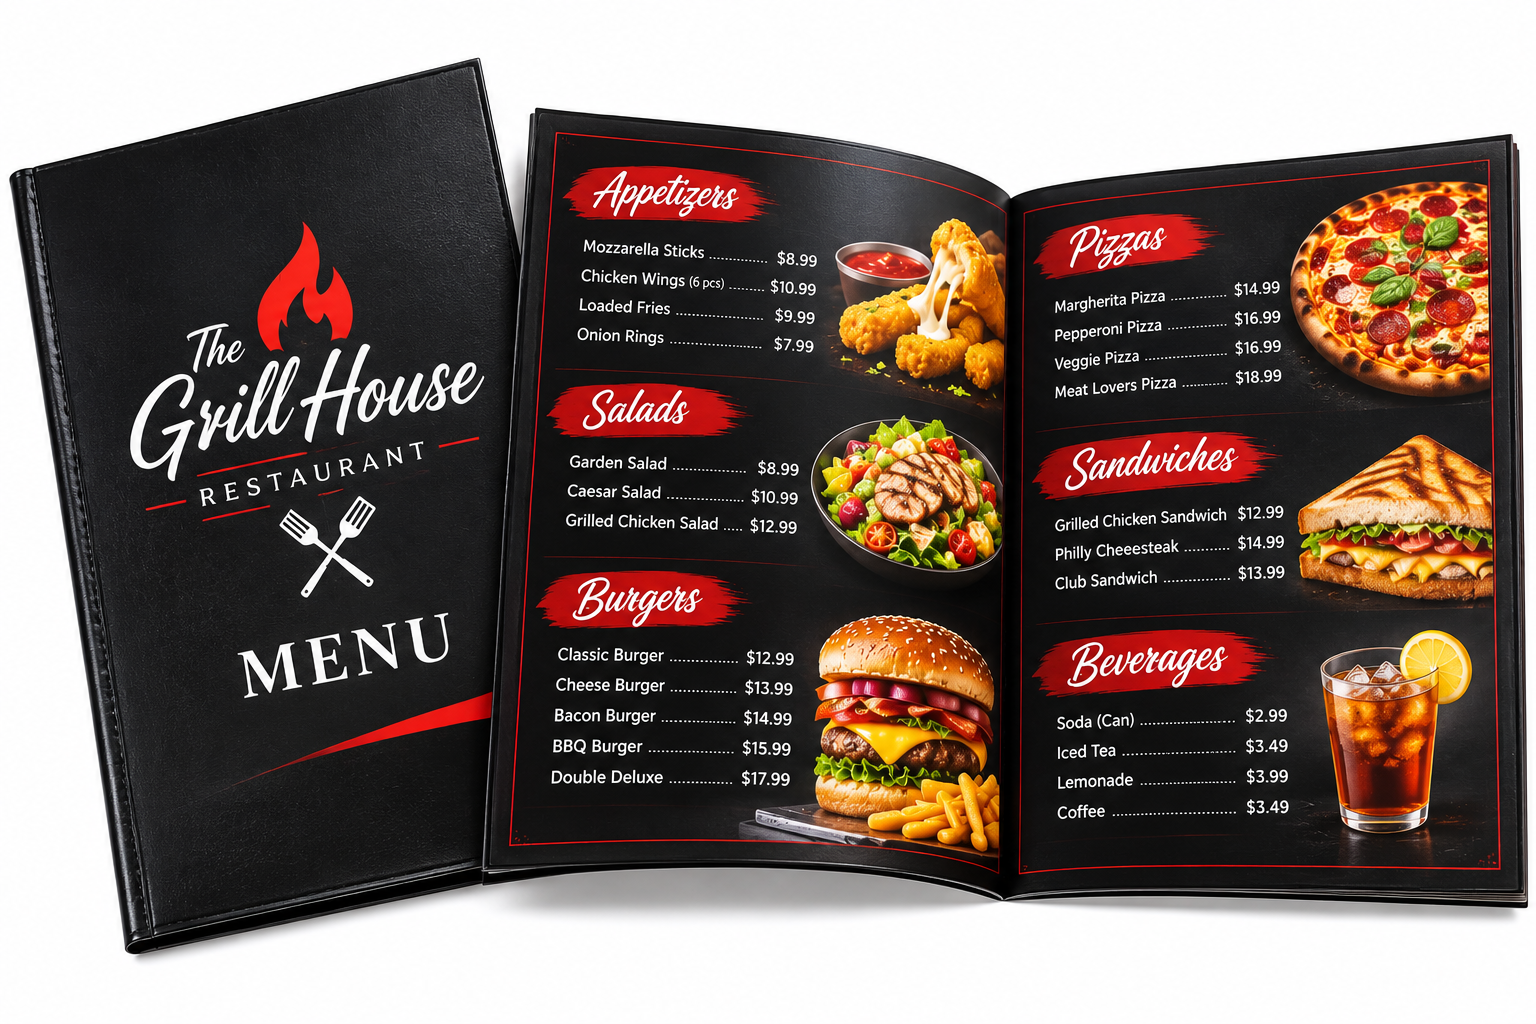 The
Grill House
RESTAURANT
MENU
Appetizers
Mozzarella Sticks ............ $8.99
Chicken Wings (6 pcs) ....... $10.99
Loaded Fries .................... $9.99
Onion Rings ..................... $7.99
Salads
Garden Salad ................ $8.99
Caesar Salad ................. $10.99
Grilled Chicken Salad ..... $12.99
Burgers
Classic Burger ............... $12.99
Cheese Burger .............. $13.99
Bacon Burger ................ $14.99
BBQ Burger ................... $15.99
Double Deluxe .............. $17.99
Pizzas
Margherita Pizza ............ $14.99
Pepperoni Pizza ............. $16.99
Veggie Pizza .................. $16.99
Meat Lovers Pizza .......... $18.99
Sandwiches
Grilled Chicken Sandwich $12.99
Philly Cheeesteak .......... $14.99
Club Sandwich ............... $13.99
Beverages
Soda (Can) ....................... $2.99
Iced Tea ........................... $3.49
Lemonade ....................... $3.99
Coffee ............................. $3.49